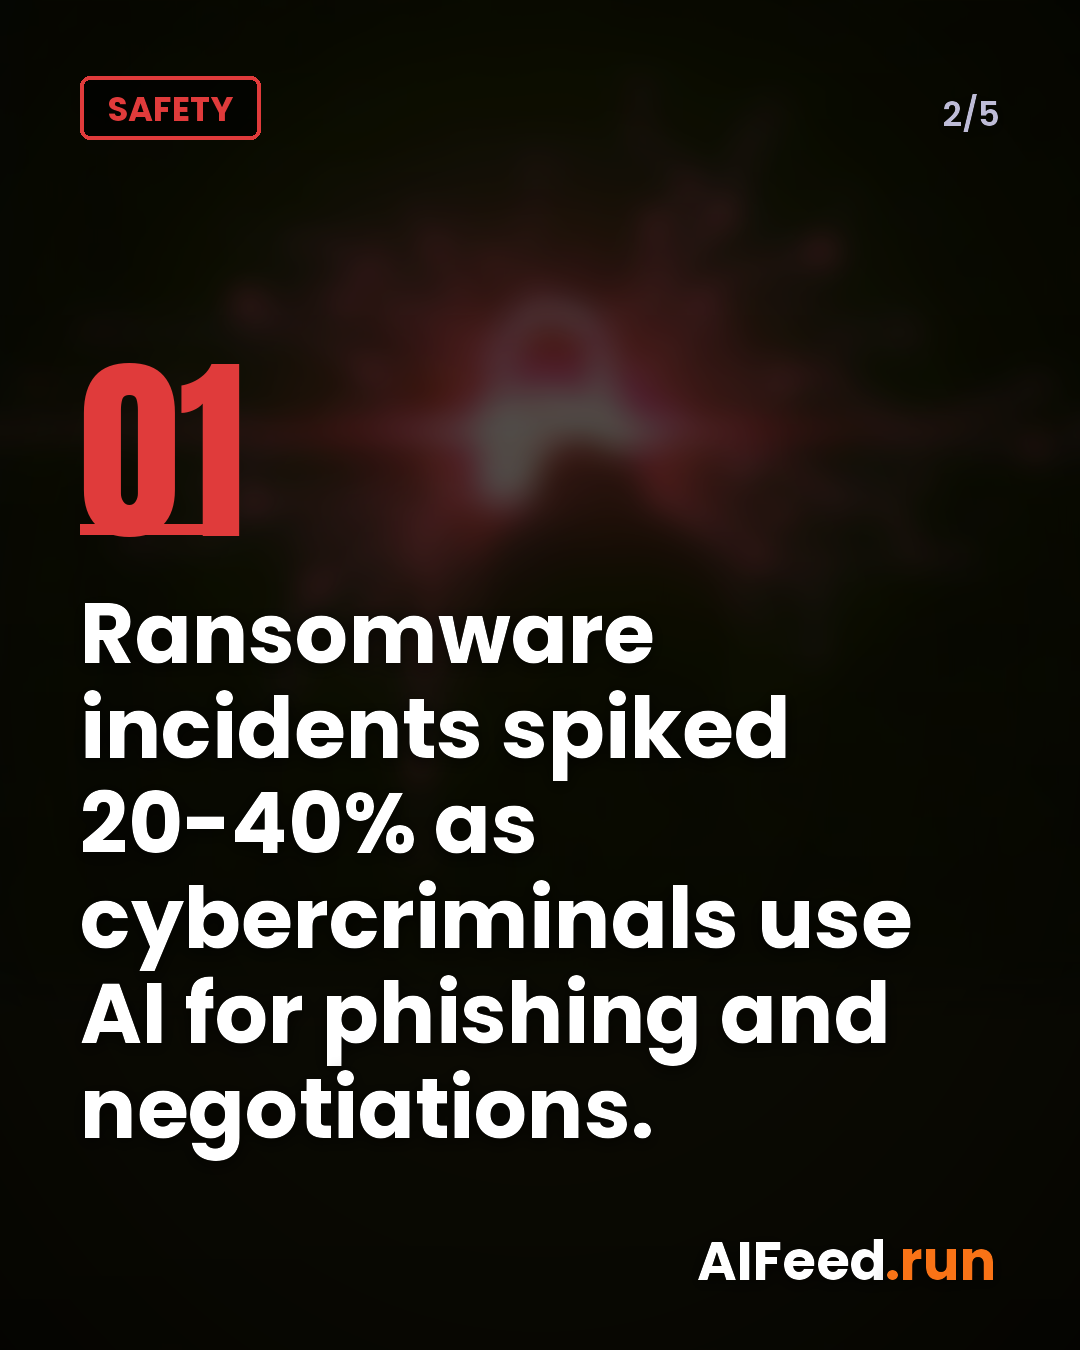 SAFETY
2/5
01
Ransomware
incidents spiked
20–40% as
cybercriminals use
AI for phishing and
negotiations.
AIFeed.run